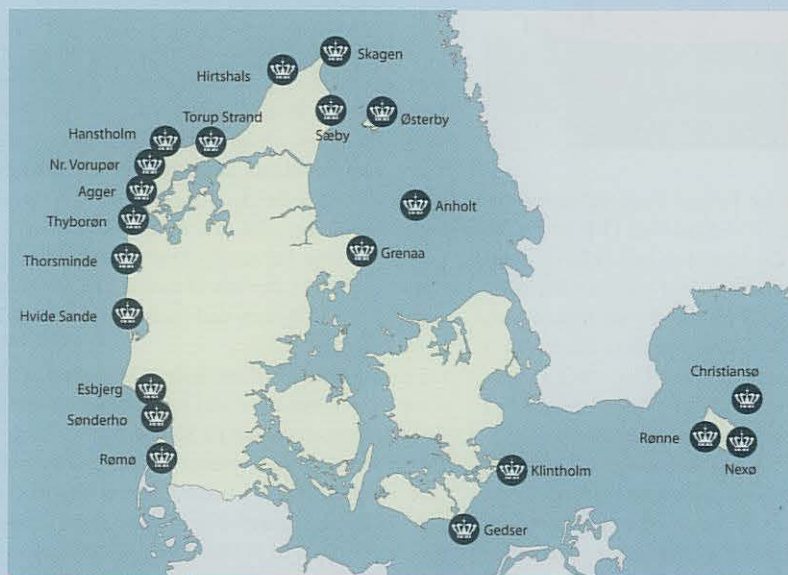 Skagen
Hirtshals
Torup Strand
Hanstholm
Sæby
Østerby
Nr. Vorupør
Agger
Anholt
Thyborøn
Grenaa
Thorsminde
Hvide Sande
Esbjerg
Christiansø
Sønderho
Rønne
Rømø
Klintholm
Nexø
Gedser